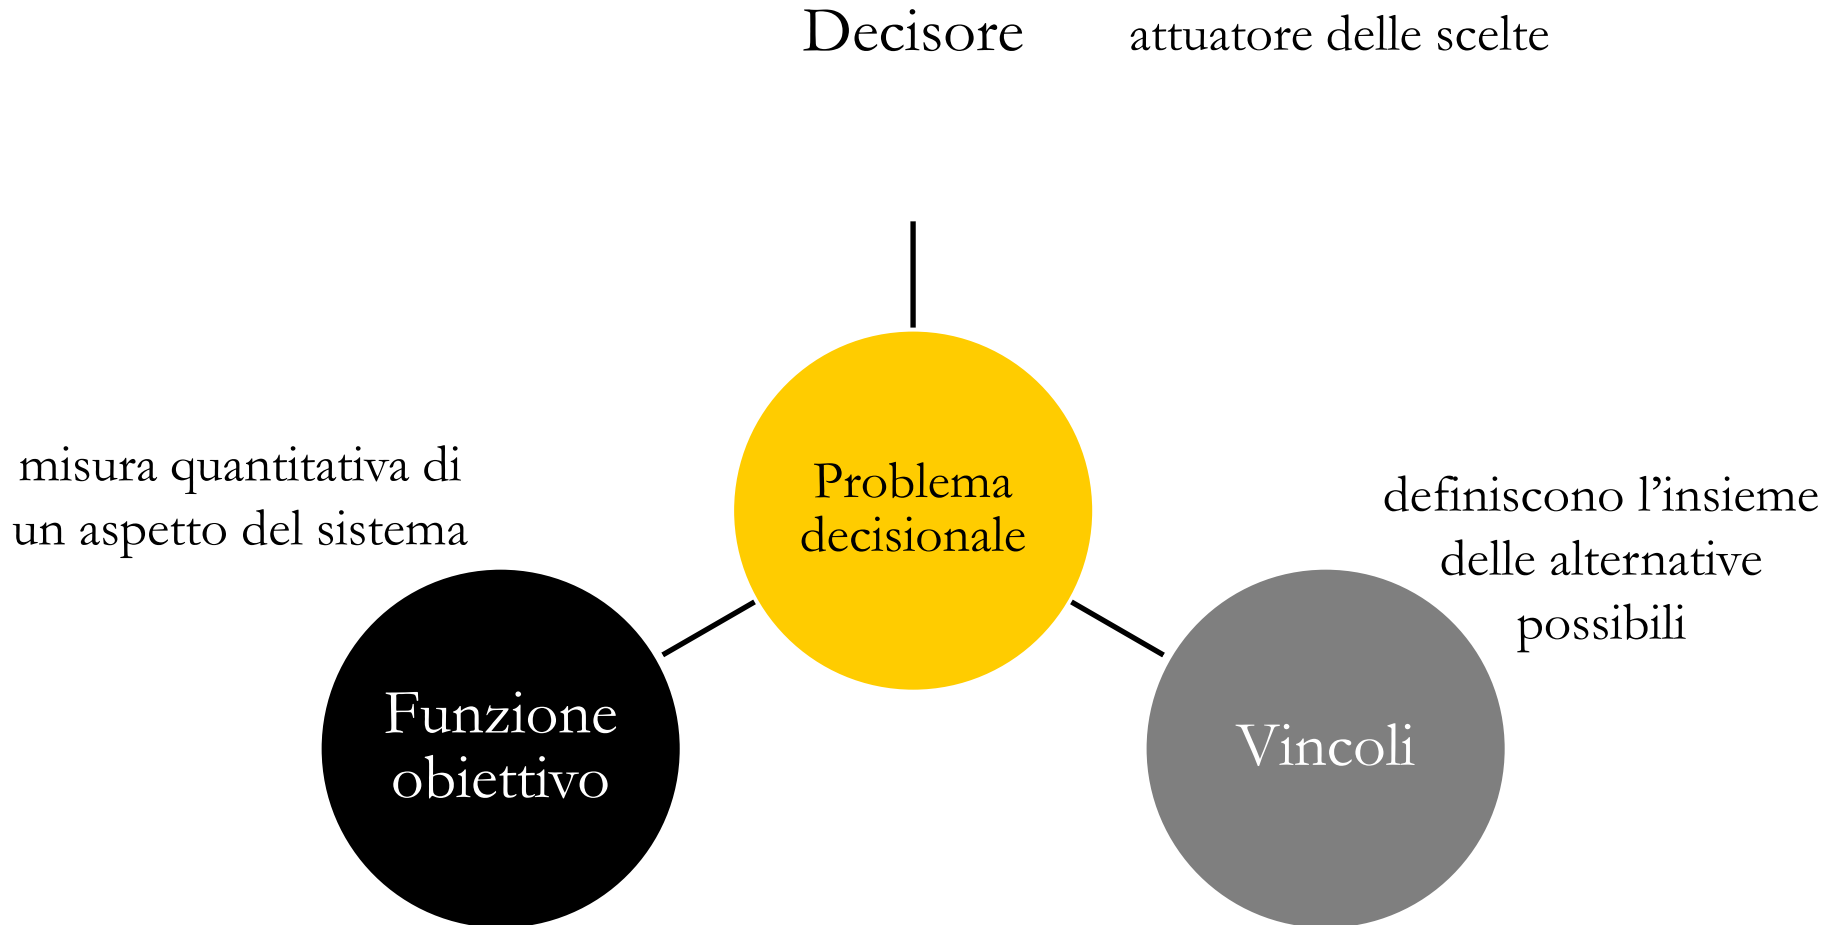 Decisore
attuatore delle scelte
misura quantitativa di
un aspetto del sistema
Problema
decisionale
definiscono l’insieme
delle alternative
possibili
Funzione
obiettivo
Vincoli